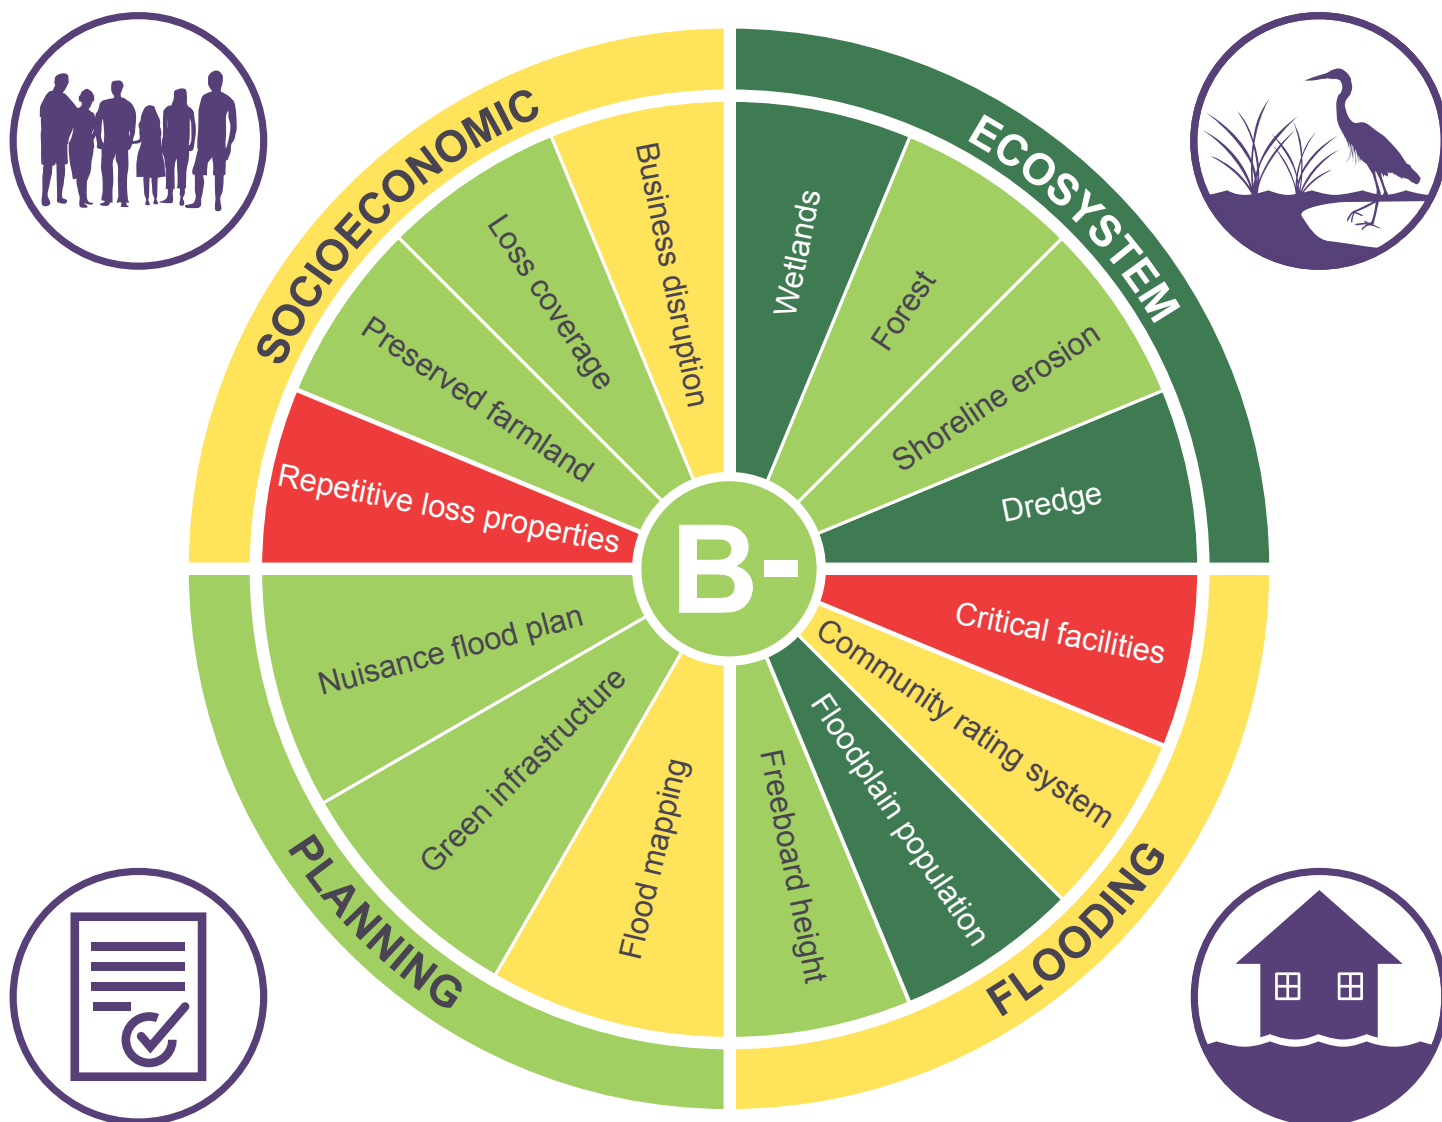 SOCIOECONOMIC
Business disruption
Loss coverage
Preserved farmland
Repetitive loss properties
ECOSYSTEM
Wetlands
Forest
Shoreline erosion
Dredge
B-
PLANNING
Nuisance flood plan
Green infrastructure
Flood mapping
FLOODING
Critical facilities
Community rating system
Floodplain population
Freeboard height